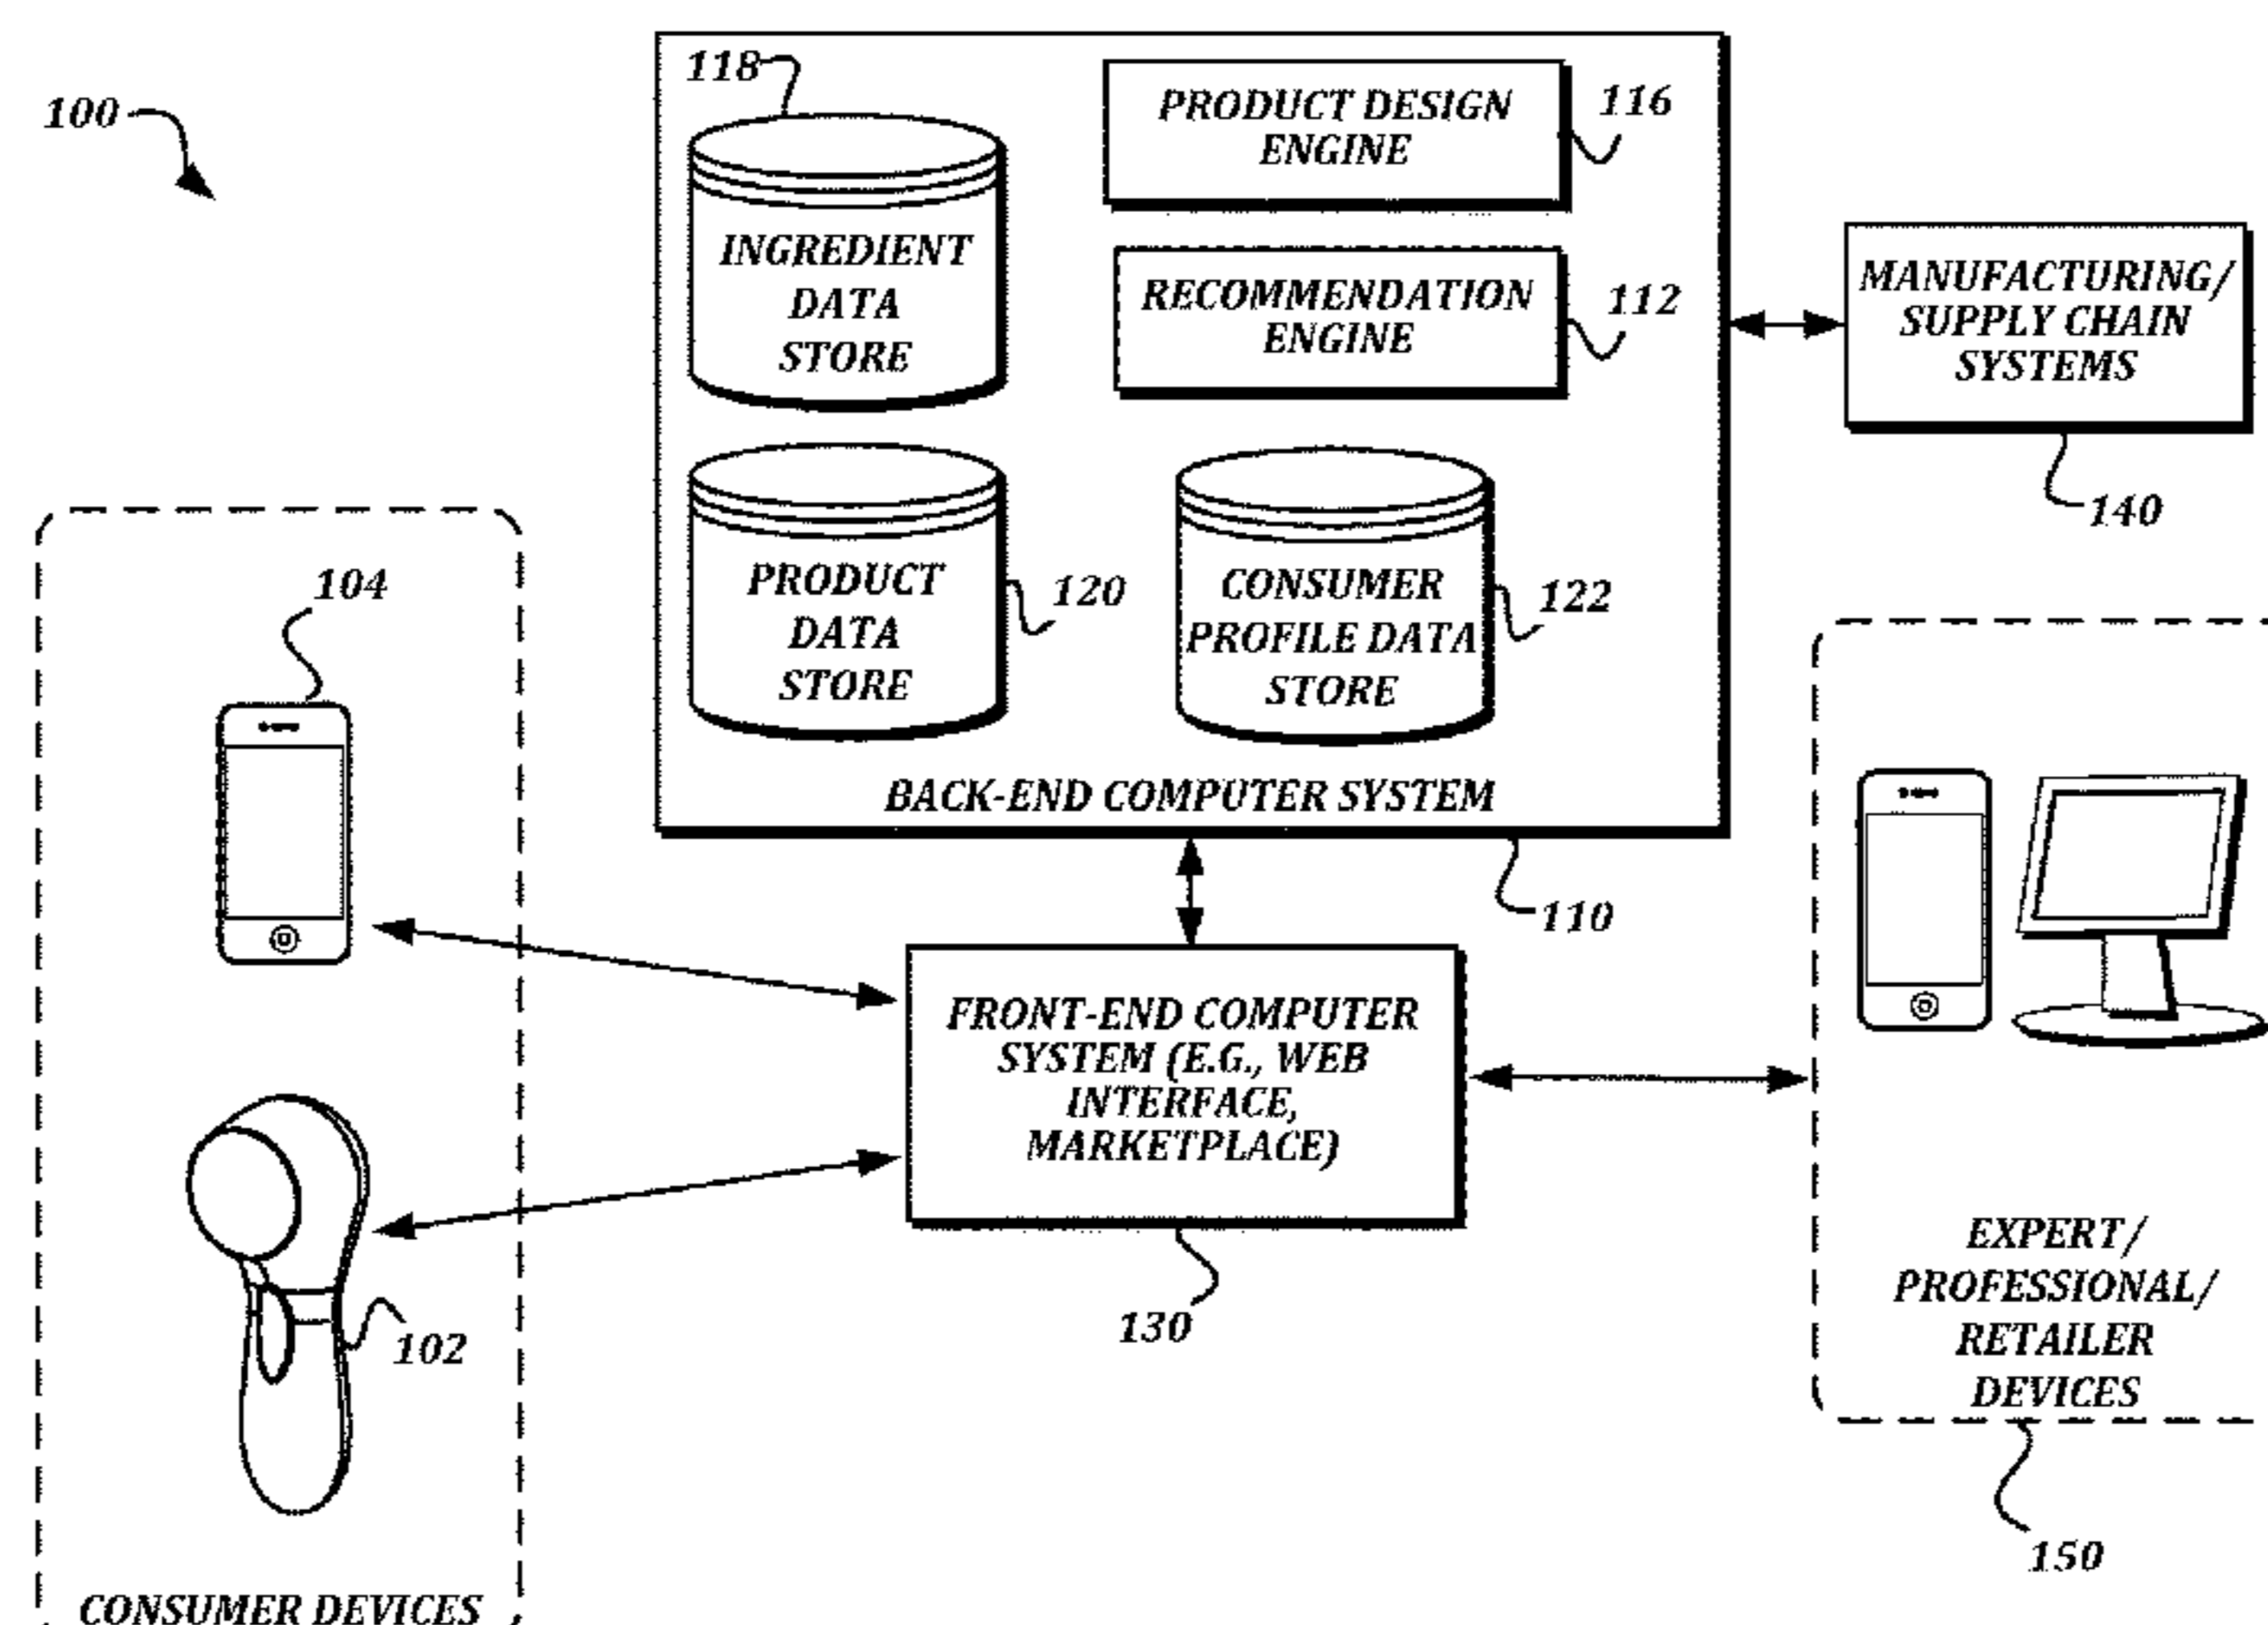 100
118
PRODUCT DESIGN
ENGINE
116
INGREDIENT
DATA
STORE
RECOMMENDATION
ENGINE
112
MANUFACTURING/
SUPPLY CHAIN
SYSTEMS
140
PRODUCT
DATA
STORE
120
CONSUMER
PROFILE DATA
STORE
122
BACK-END COMPUTER SYSTEM
110
104
FRONT-END COMPUTER
SYSTEM (E.G., WEB
INTERFACE,
MARKETPLACE)
130
102
CONSUMER DEVICES
EXPERT/
PROFESSIONAL/
RETAILER
DEVICES
150